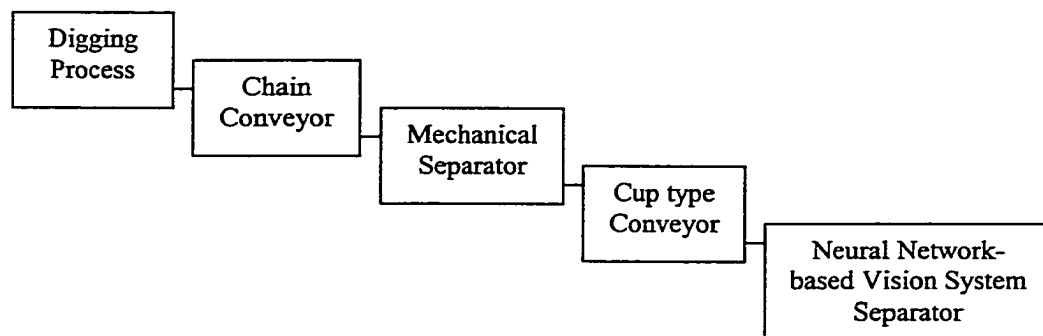 Digging
Process
Chain
Conveyor
Mechanical
Separator
Cup type
Conveyor
Neural Network-
based Vision System
Separator